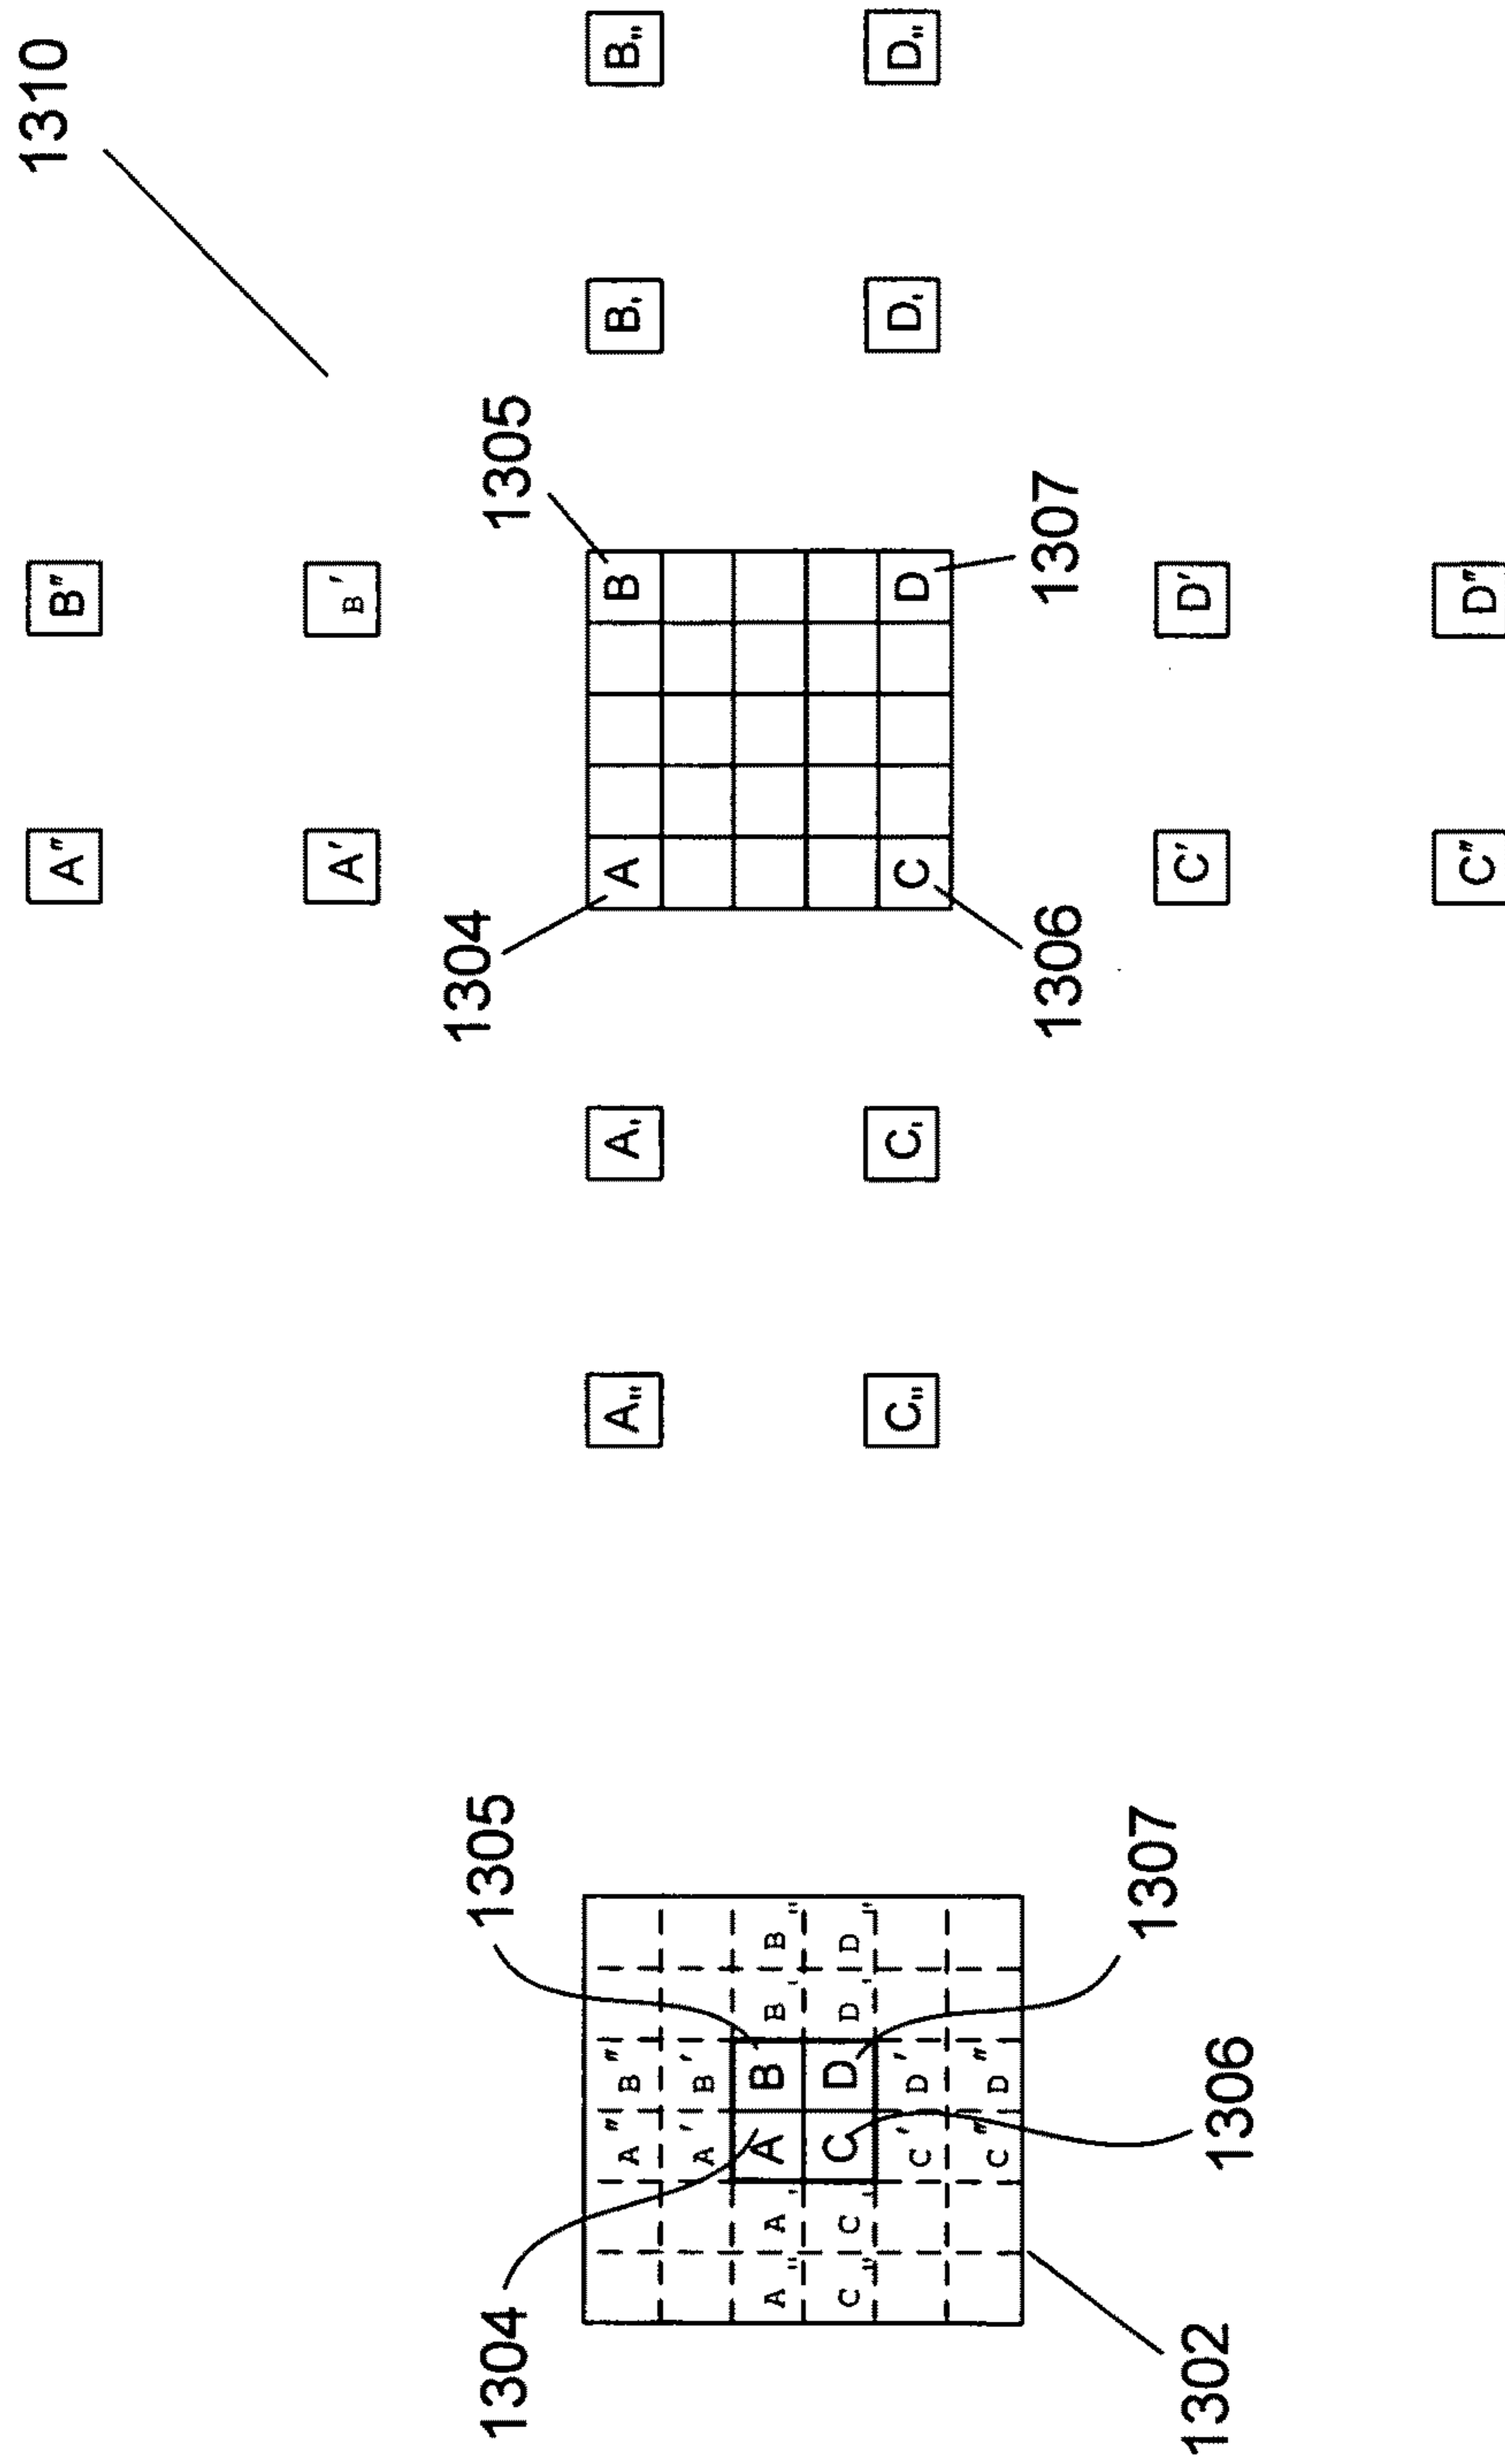 1304 1305
A" B"
A' B'
A" A' A B B' B"
C" C' C D D' D"
C' D'
C" D"
1302 1306 1307
1310
A" B"
A' B'
1304 1305
A" A' A B B' B"
C" C' C D D' D"
1306 1307
C' D'
C" D"